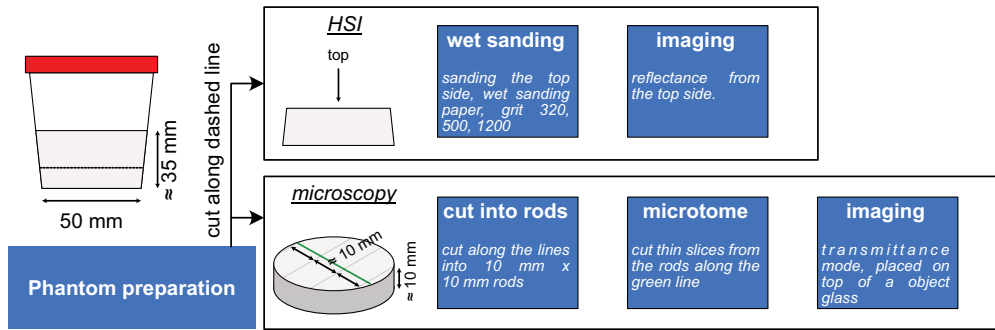 50 mm
≈ 35 mm
Phantom preparation
cut along dashed line
HSI
top
wet sanding
sanding the top
side, wet sanding
paper, grit 320,
500, 1200
imaging
reflectance from
the top side.
microscopy
≈ 10 mm
≈ 10 mm
cut into rods
cut along the lines
into 10 mm x
10 mm rods
microtome
cut thin slices from
the rods along the
green line
imaging
transmittance
mode, placed on
top of a object
glass